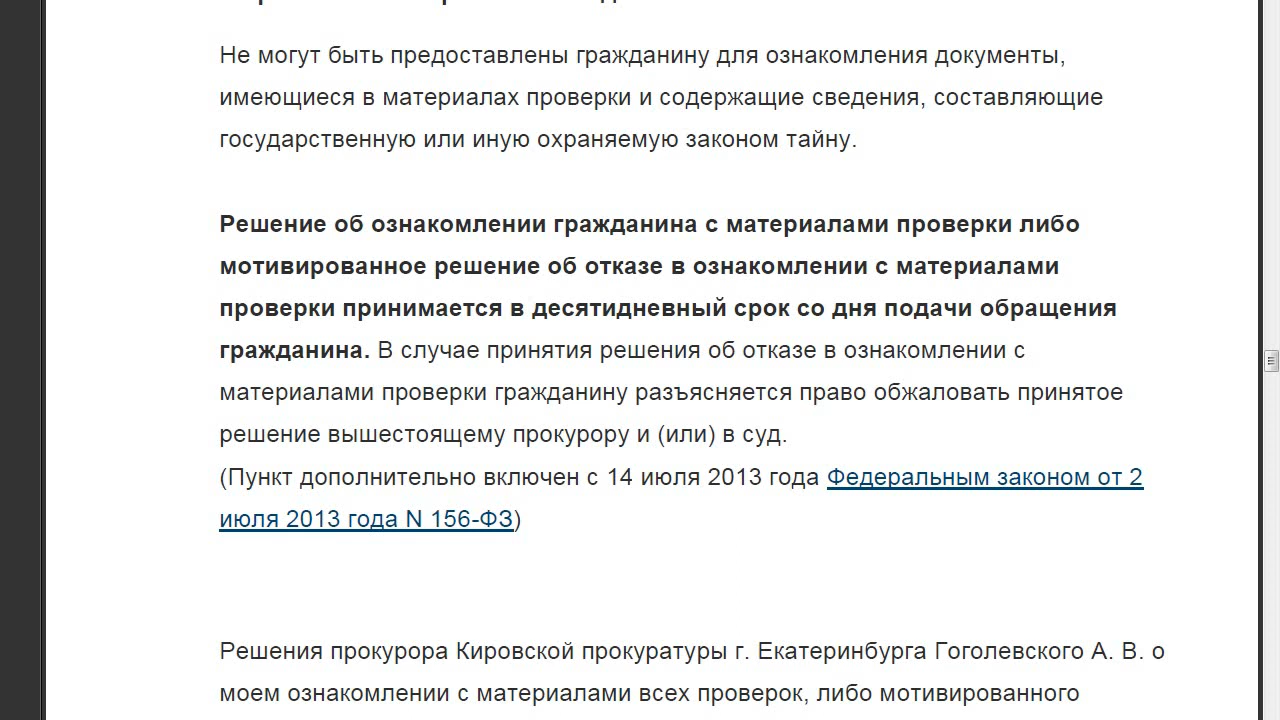 Не могут быть предоставлены гражданину для ознакомления документы,
имеющиеся в материалах проверки и содержащие сведения, составляющие
государственную или иную охраняемую законом тайну.
Решение об ознакомлении гражданина с материалами проверки либо
мотивированное решение об отказе в ознакомлении с материалами
проверки принимается в десятидневный срок со дня подачи обращения
гражданина. В случае принятия решения об отказе в ознакомлении с
материалами проверки гражданину разъясняется право обжаловать принятое
решение вышестоящему прокурору и (или) в суд.
(Пункт дополнительно включен с 14 июля 2013 года Федеральным законом от 2
июля 2013 года N 156-ФЗ)
Решения прокурора Кировской прокуратуры г. Екатеринбурга Гоголевского А. В. о
моем ознакомлении с материалами всех проверок, либо мотивированного